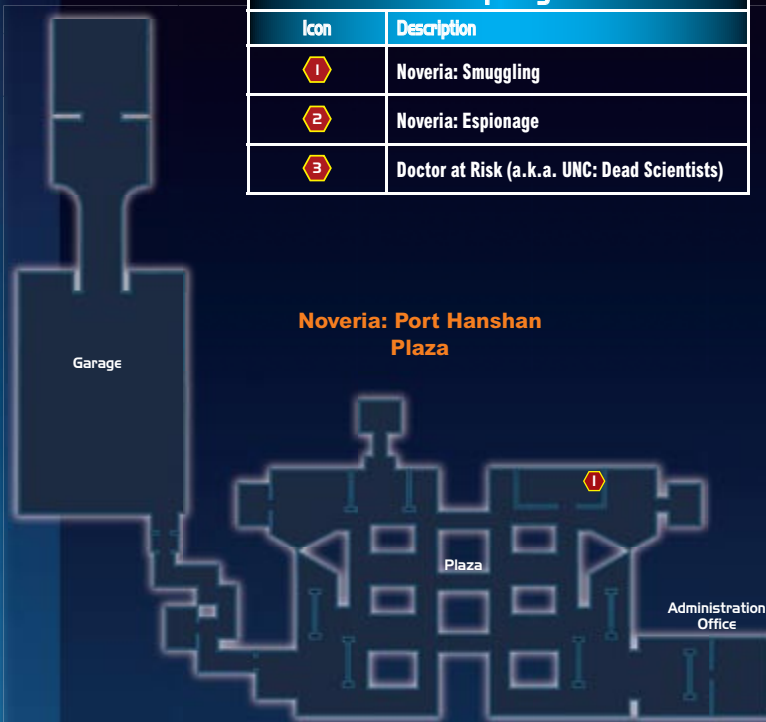 Icon Description
1 Noveria: Smuggling
2 Noveria: Espionage
3 Doctor at Risk (a.k.a. UNC: Dead Scientists)
Noveria: Port Hanshan
Plaza
Garage
1
Plaza
Administration
Office